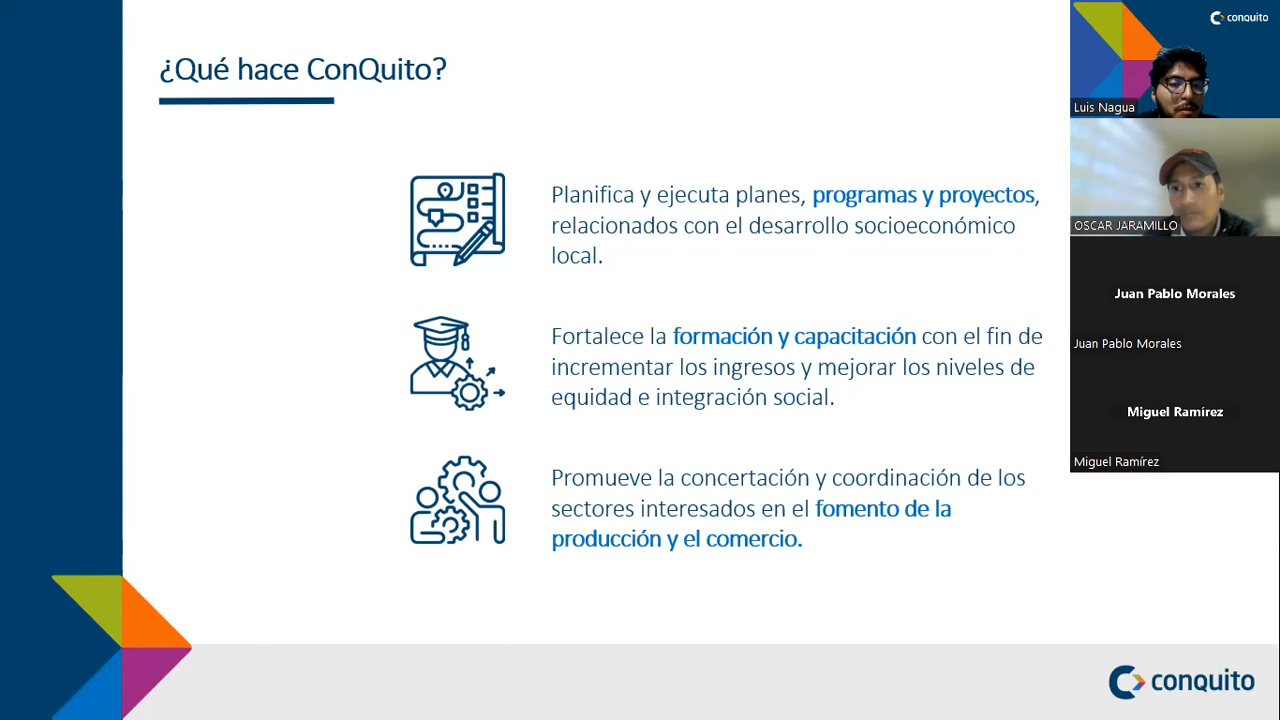 ¿Qué hace ConQuito?
Planifica y ejecuta planes, programas y proyectos,
relacionados con el desarrollo socioeconómico
local.
Fortalece la formación y capacitación con el fin de
incrementar los ingresos y mejorar los niveles de
equidad e integración social.
Promueve la concertación y coordinación de los
sectores interesados en el fomento de la
producción y el comercio.
conquito
conquito
Luis Nagua
OSCAR JARAMILLO
Juan Pablo Morales
Juan Pablo Morales
Miguel Ramírez
Miguel Ramírez